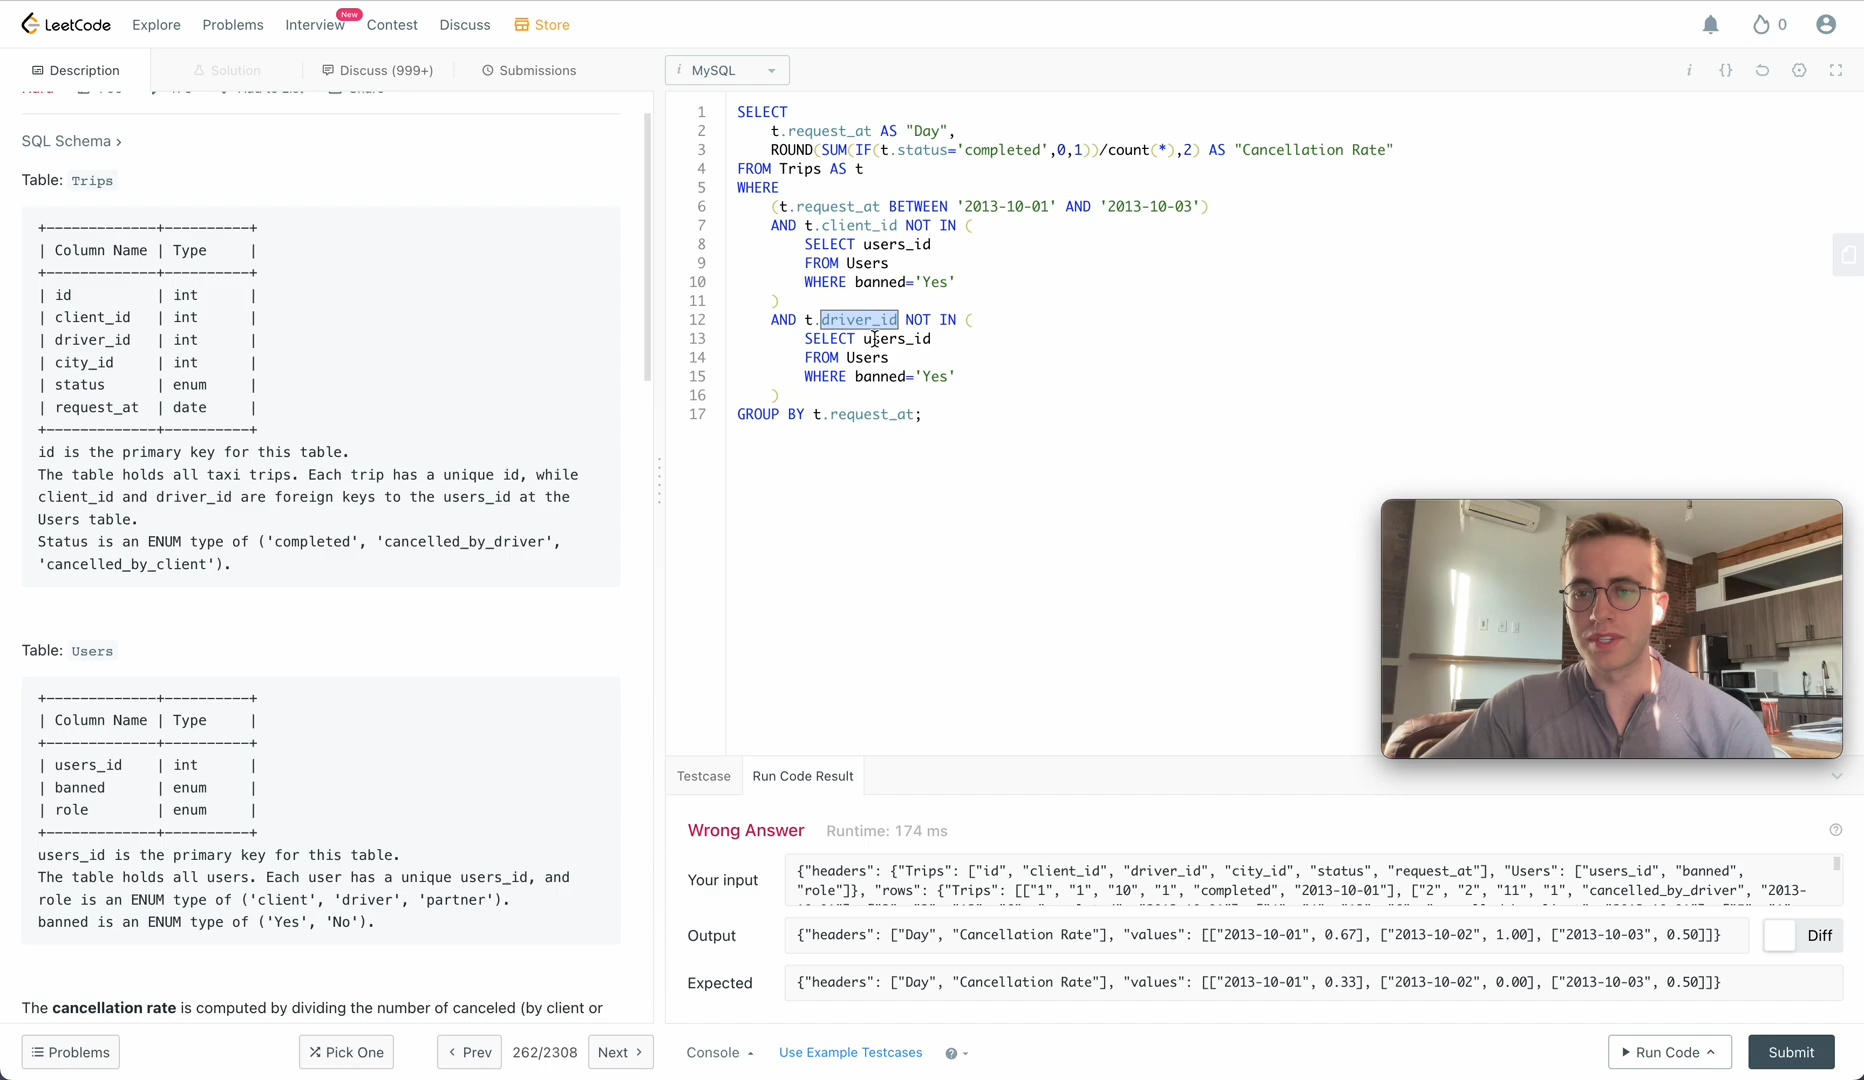 LeetCode
Explore
Problems
Interview
New
Contest
Discuss
Store
0
Description
Solution
Discuss (999+)
Submissions
i MySQL
SQL Schema >
Table: Trips
+-------------+----------+
| Column Name | Type     |
+-------------+----------+
| id          | int      |
| client_id   | int      |
| driver_id   | int      |
| city_id     | int      |
| status      | enum     |
| request_at  | date     |
+-------------+----------+
id is the primary key for this table.
The table holds all taxi trips. Each trip has a unique id, while
client_id and driver_id are foreign keys to the users_id at the
Users table.
Status is an ENUM type of ('completed', 'cancelled_by_driver',
'cancelled_by_client').
Table: Users
+-------------+----------+
| Column Name | Type     |
+-------------+----------+
| users_id    | int      |
| banned      | enum     |
| role        | enum     |
+-------------+----------+
users_id is the primary key for this table.
The table holds all users. Each user has a unique users_id, and
role is an ENUM type of ('client', 'driver', 'partner').
banned is an ENUM type of ('Yes', 'No').
The cancellation rate is computed by dividing the number of canceled (by client or
1 SELECT
2     t.request_at AS "Day",
3     ROUND(SUM(IF(t.status='completed',0,1))/count(*),2) AS "Cancellation Rate"
4 FROM Trips AS t
5 WHERE
6     (t.request_at BETWEEN '2013-10-01' AND '2013-10-03')
7     AND t.client_id NOT IN (
8         SELECT users_id
9         FROM Users
10         WHERE banned='Yes'
11     )
12     AND t.driver_id NOT IN (
13         SELECT users_id
14         FROM Users
15         WHERE banned='Yes'
16     )
17 GROUP BY t.request_at;
Testcase
Run Code Result
Wrong Answer
Runtime: 174 ms
Your input
{"headers": {"Trips": ["id", "client_id", "driver_id", "city_id", "status", "request_at"], "Users": ["users_id", "banned",
"role"]}, "rows": {"Trips": [["1", "1", "10", "1", "completed", "2013-10-01"], ["2", "2", "11", "1", "cancelled_by_driver", "2013-
Output
{"headers": ["Day", "Cancellation Rate"], "values": [["2013-10-01", 0.67], ["2013-10-02", 1.00], ["2013-10-03", 0.50]]}
Diff
Expected
{"headers": ["Day", "Cancellation Rate"], "values": [["2013-10-01", 0.33], ["2013-10-02", 0.00], ["2013-10-03", 0.50]]}
Problems
Pick One
Prev
262/2308
Next
Console
Use Example Testcases
Run Code
Submit